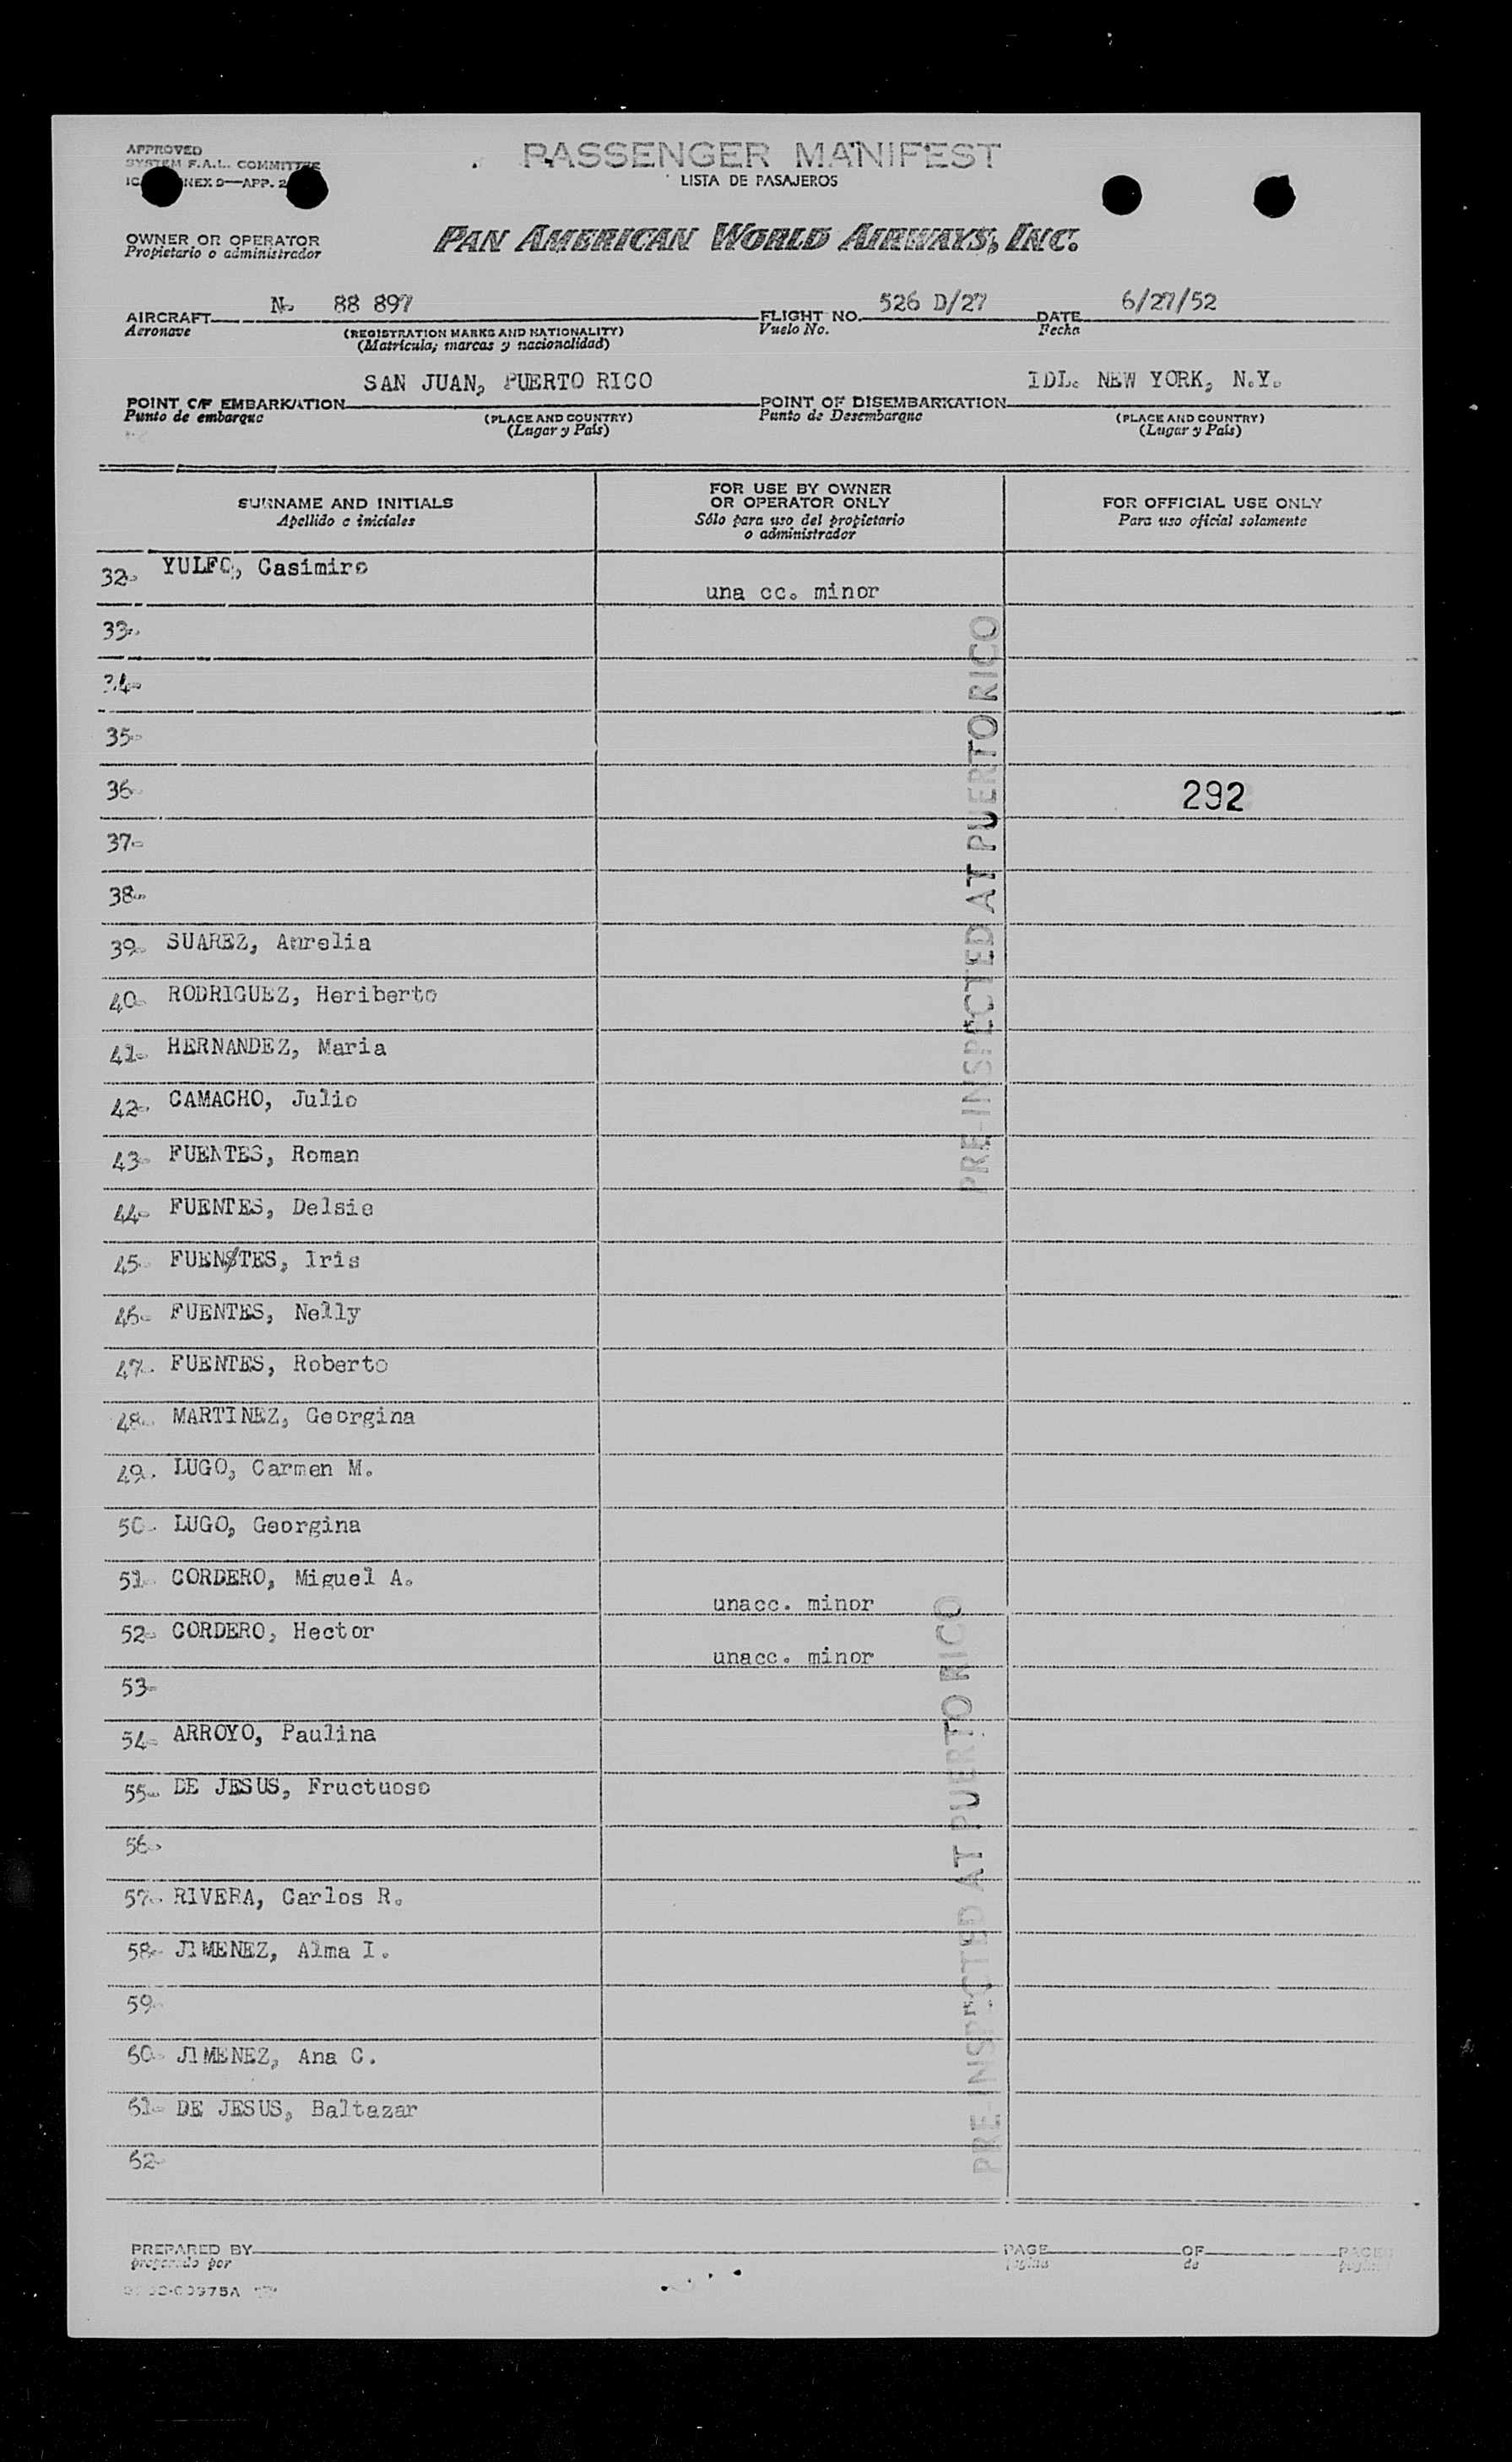 APPROVED
SYSTEM F.A.L. COMMITTEE
NEX 9—APP. 2
PASSENGER MANIFEST
LISTA DE PASAJEROS
OWNER OR OPERATOR
Propietario o administrador
PAN AMERICAN WORLD AIRWAYS, INC.
AIRCRAFT N- 88 897 FLIGHT NO. 526 D/27 DATE 6/27/52
Aeronave (REGISTRATION MARKS AND NATIONALITY) Vuelo No. Fecha
(Matrícula; marcas y nacionalidad)
SAN JUAN, PUERTO RICO IDL. NEW YORK, N.Y.
POINT OF EMBARKATION POINT OF DISEMBARKATION
Punto de embarque (PLACE AND COUNTRY) Punto de Desembarque (PLACE AND COUNTRY)
(Lugar y País) (Lugar y País)
SURNAME AND INITIALS
Apellido e iniciales
FOR USE BY OWNER
OR OPERATOR ONLY
Sólo para uso del propietario
o administrador
FOR OFFICIAL USE ONLY
Para uso oficial solamente
32- YULFO, Casimiro una cc. minor
33-
34-
35-
36- 292
37-
38-
39- SUAREZ, Aurelia
40- RODRIGUEZ, Heriberto
41- HERNANDEZ, Maria
42- CAMACHO, Julio
43- FUENTES, Roman
44- FUENTES, Delsie
45- FUENSTES, Iris
46- FUENTES, Nelly
47- FUENTES, Roberto
48- MARTINEZ, Georgina
49- LUGO, Carmen M.
50- LUGO, Georgina
51- CORDERO, Miguel A. unacc. minor
52- CORDERO, Hector unacc. minor
53-
54- ARROYO, Paulina
55- DE JESUS, Fructuoso
56-
57- RIVERA, Carlos R.
58- JIMENEZ, Alma I.
59-
60- JIMENEZ, Ana C.
61- DE JESUS, Baltazar
62-
PRE-INSPECTED AT PUERTO RICO
PRE-INSPECTED AT PUERTO RICO
PREPARED BY PAGE OF PAGES
preparado por página de